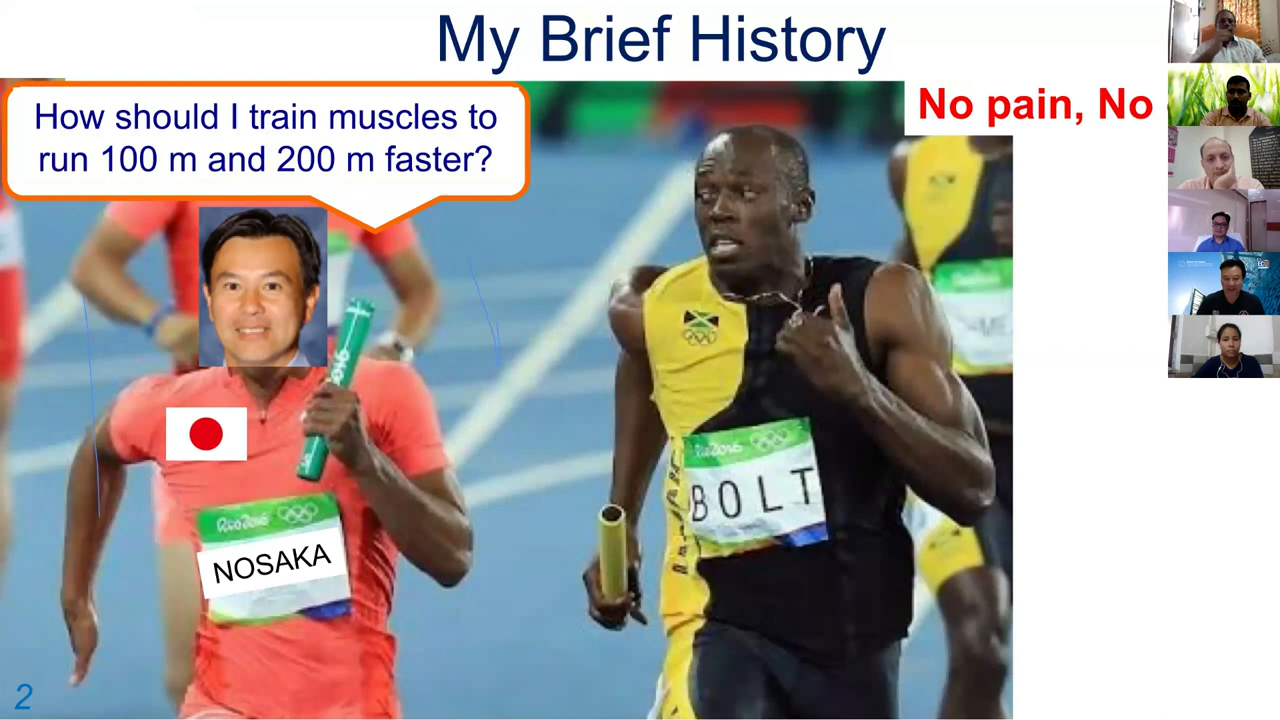 My Brief History
How should I train muscles to
run 100 m and 200 m faster?
No pain, No
2016
Rio2016
NOSAKA
Rio2016
BOLT
2